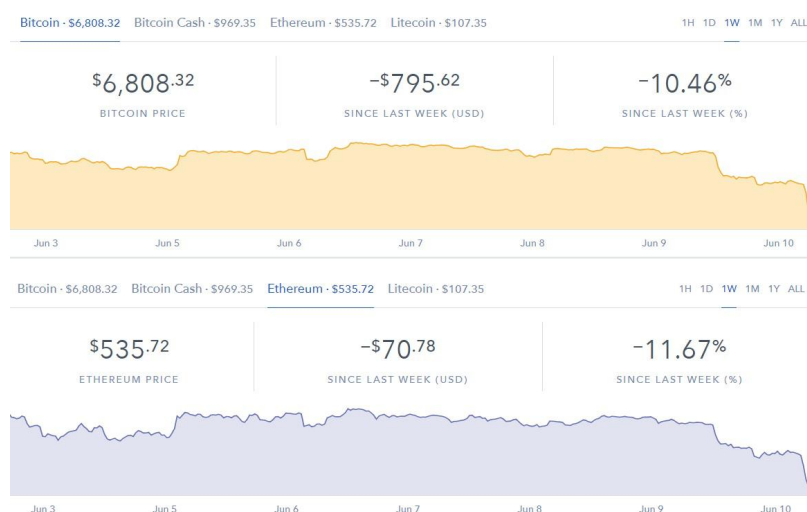 Bitcoin · $6,808.32 Bitcoin Cash · $969.35 Ethereum · $535.72 Litecoin · $107.35 1H 1D 1W 1M 1Y ALL
$6,808.32 −$795.62 −10.46%
BITCOIN PRICE SINCE LAST WEEK (USD) SINCE LAST WEEK (%)
Jun 3 Jun 5 Jun 6 Jun 7 Jun 8 Jun 9 Jun 10
Bitcoin · $6,808.32 Bitcoin Cash · $969.35 Ethereum · $535.72 Litecoin · $107.35 1H 1D 1W 1M 1Y ALL
$535.72 −$70.78 −11.67%
ETHEREUM PRICE SINCE LAST WEEK (USD) SINCE LAST WEEK (%)
Jun 3 Jun 5 Jun 6 Jun 7 Jun 8 Jun 9 Jun 10